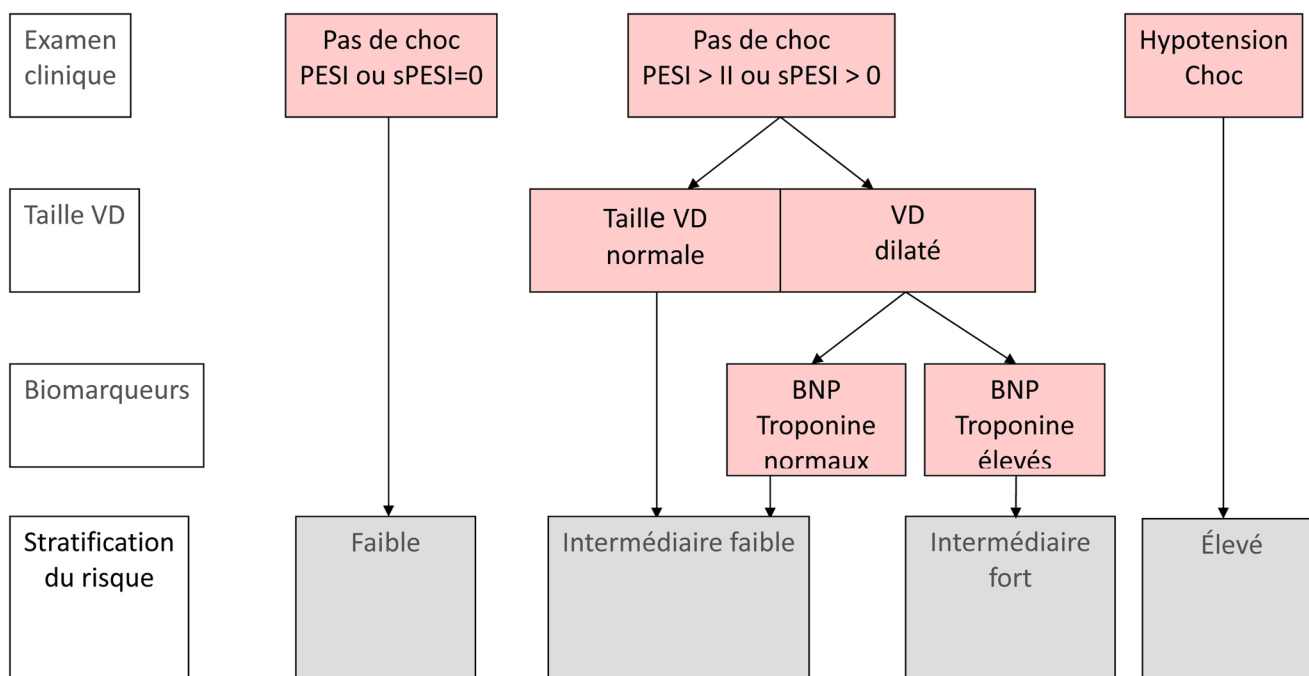 Examen
clinique
Pas de choc
PESI ou sPESI=0
Pas de choc
PESI > II ou sPESI > 0
Hypotension
Choc
Taille VD
Taille VD
normale
VD
dilaté
Biomarqueurs
BNP
Troponine
normaux
BNP
Troponine
élevés
Stratification
du risque
Faible
Intermédiaire faible
Intermédiaire
fort
Élevé